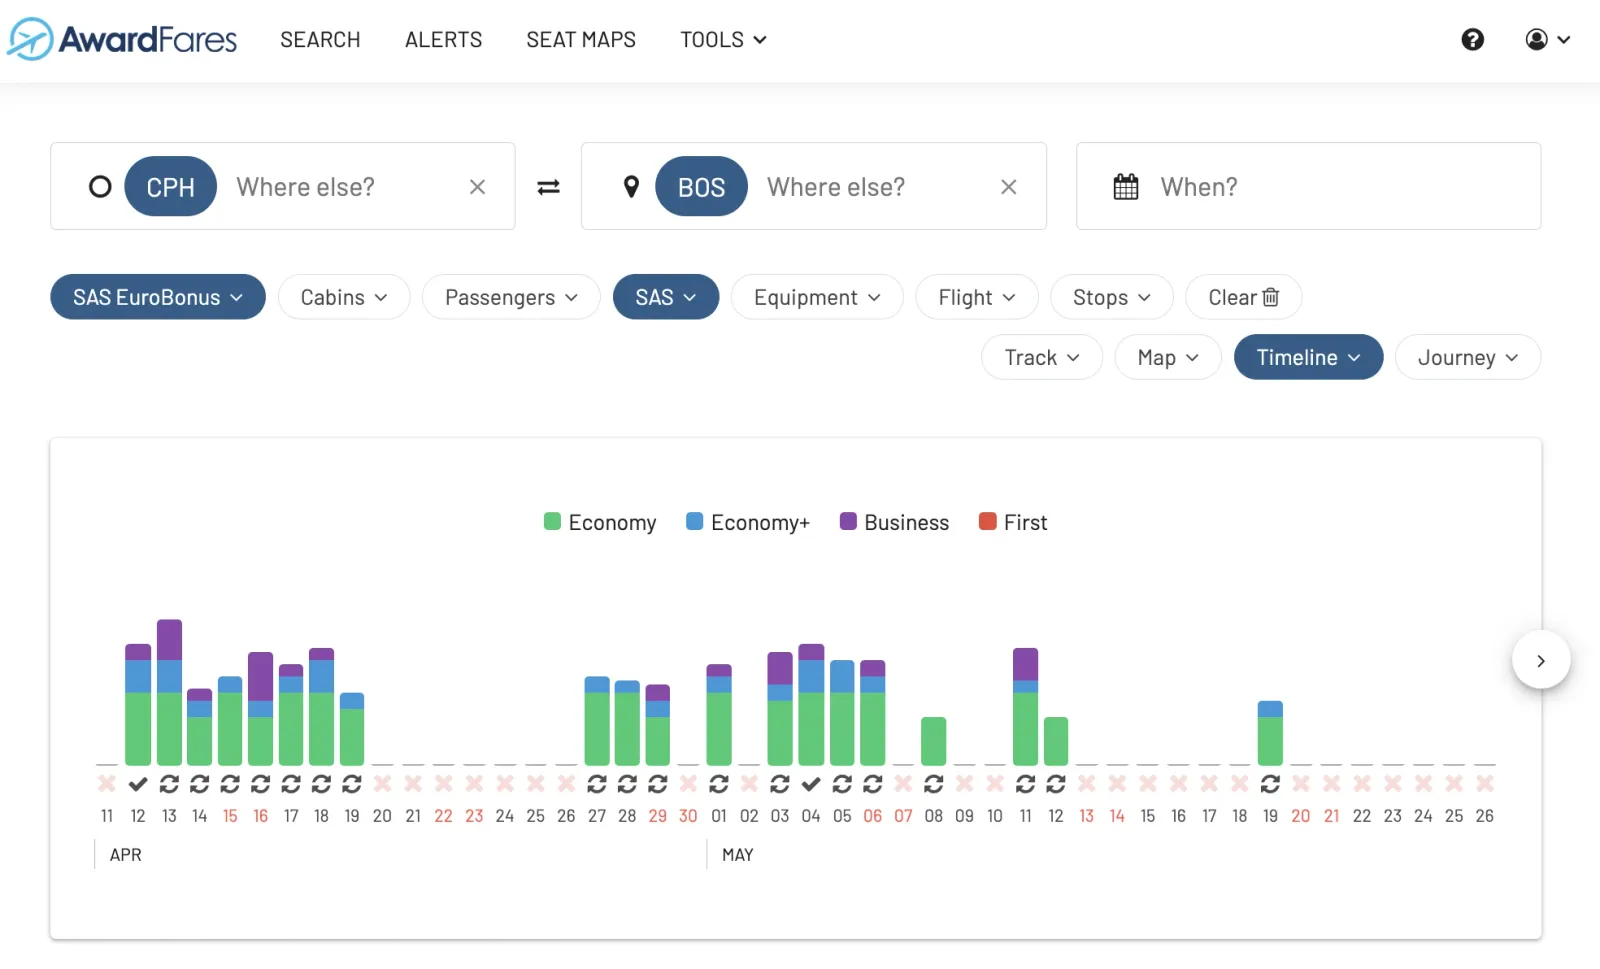 AwardFares SEARCH ALERTS SEAT MAPS TOOLS
CPH Where else? BOS Where else? When?
SAS EuroBonus Cabins Passengers SAS Equipment Flight Stops Clear
Track Map Timeline Journey
Economy Economy+ Business First
11 12 13 14 15 16 17 18 19 20 21 22 23 24 25 26 27 28 29 30 01 02 03 04 05 06 07 08 09 10 11 12 13 14 15 16 17 18 19 20 21 22 23 24 25 26
APR MAY